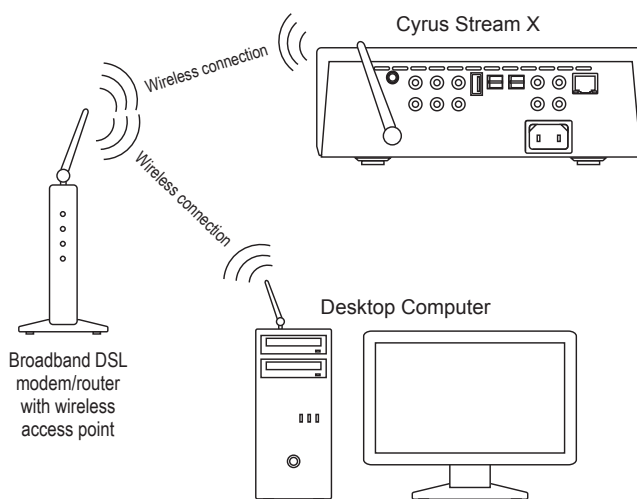 Cyrus Stream X
Wireless connection
Wireless connection
Desktop Computer
Broadband DSL
modem/router
with wireless
access point